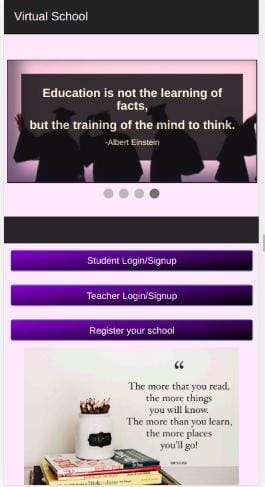 Virtual School
Education is not the learning of
facts,
but the training of the mind to think.
-Albert Einstein
Student Login/Signup
Teacher Login/Signup
Register your school
“
The more that you read,
the more things
you will know.
The more than you learn,
the more places
you'll go!
READ